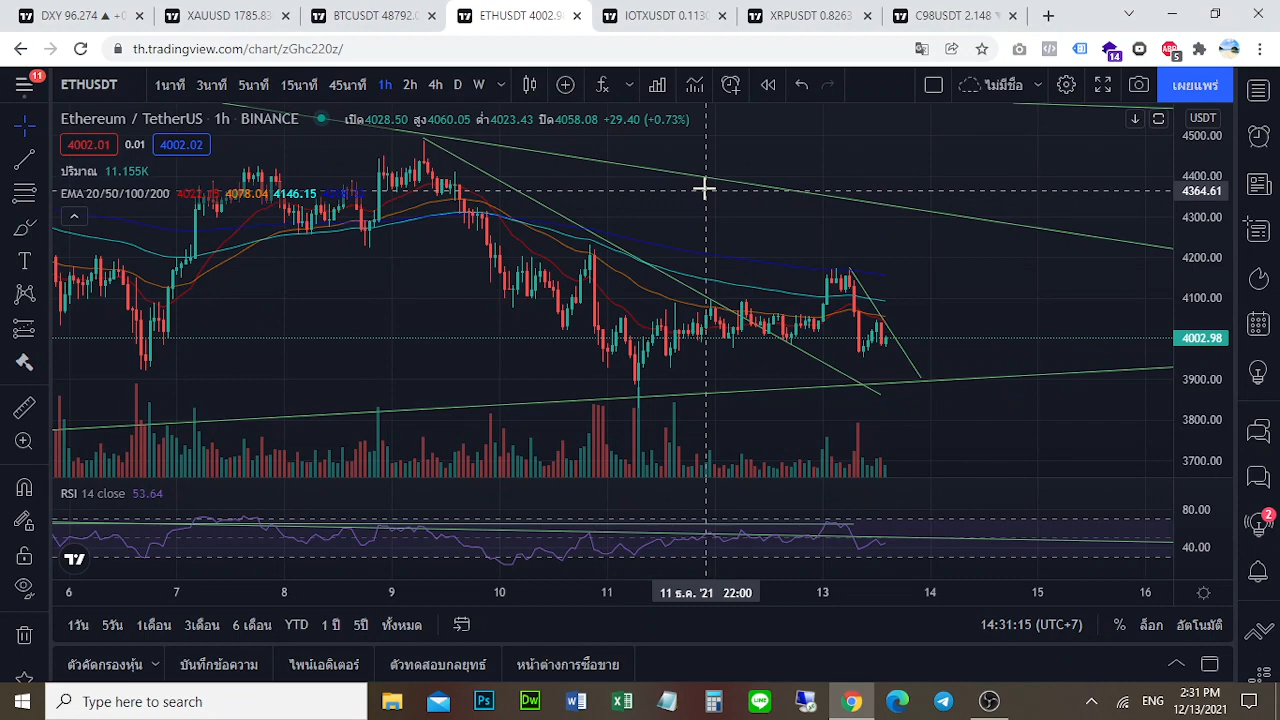 DXY 96.274 ▲ +0
XAUUSD 1785.83
BTCUSDT 48792.0
ETHUSDT 4002.98
IOTXUSDT 0.1130
XRPUSDT 0.8263
C98USDT 2.148 ▼
th.tradingview.com/chart/zGhc220z/
14
5
11
ETHUSDT 1นาที 3นาที 5นาที 15นาที 45นาที 1h 2h 4h D W ไม่มีชื่อ เผยแพร่
Ethereum / TetherUS · 1h · BINANCE เปิด4028.50 สูง4060.05 ต่ำ4023.43 ปิด4058.08 +29.40 (+0.73%) USDT
4002.01 0.01 4002.02
ปริมาณ 11.155K
EMA 20/50/100/200 4078.04 4146.15
4500.00
4400.00
4364.61
4300.00
4200.00
4100.00
4002.98
3900.00
3800.00
3700.00
RSI 14 close 53.64
80.00
40.00
2
6 7 8 9 10 11 11 ธ.ค. '21 22:00 13 14 15 16
1วัน 5วัน 1เดือน 3เดือน 6 เดือน YTD 1 ปี 5ปี ทั้งหมด 14:31:15 (UTC+7) % ล็อก อัตโนมัติ
ตัวคัดกรองหุ้น บันทึกข้อความ ไพน์เอดิเตอร์ ตัวทดสอบกลยุทธ์ หน้าต่างการซื้อขาย
Type here to search
Ps
Dw
LINE
ENG
2:31 PM
12/13/2021